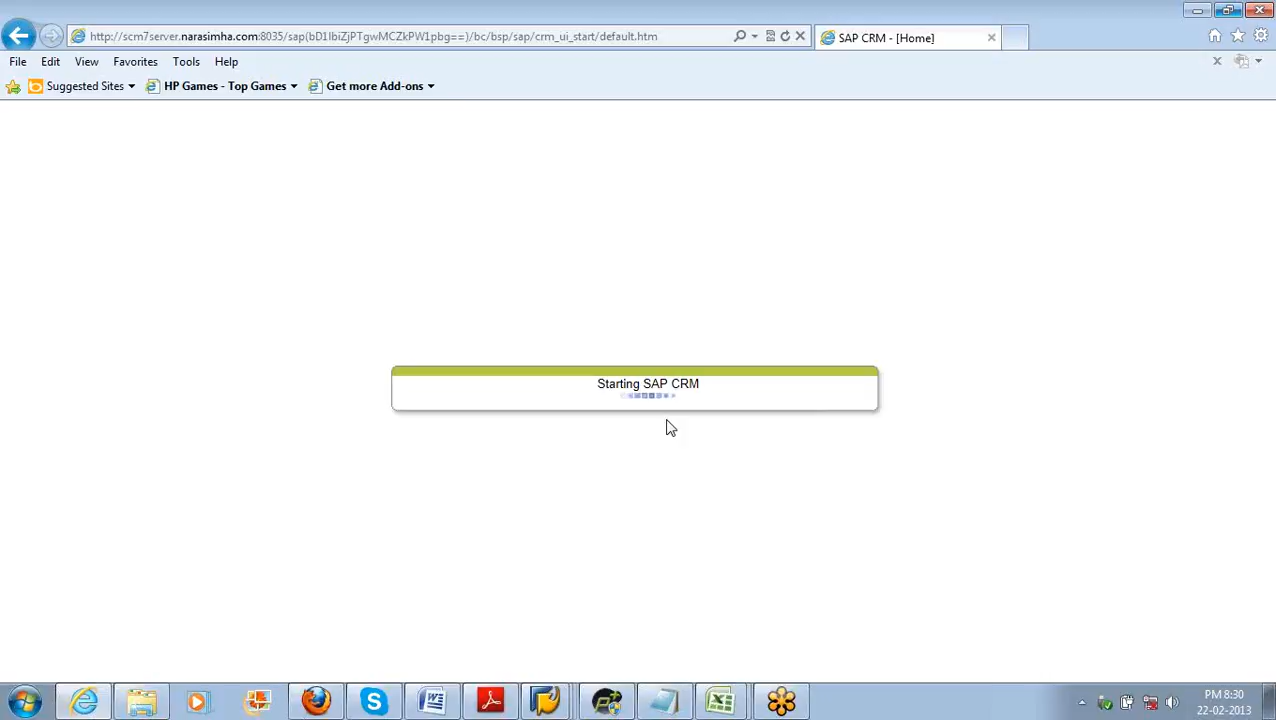 http://scm7server.narasimha.com:8035/sap(bD1lbiZjPTgwMCZkPW1pbg==)/bc/bsp/sap/crm_ui_start/default.htm
SAP CRM - [Home]
File Edit View Favorites Tools Help
Suggested Sites HP Games - Top Games Get more Add-ons
Starting SAP CRM
PM 8:30
22-02-2013